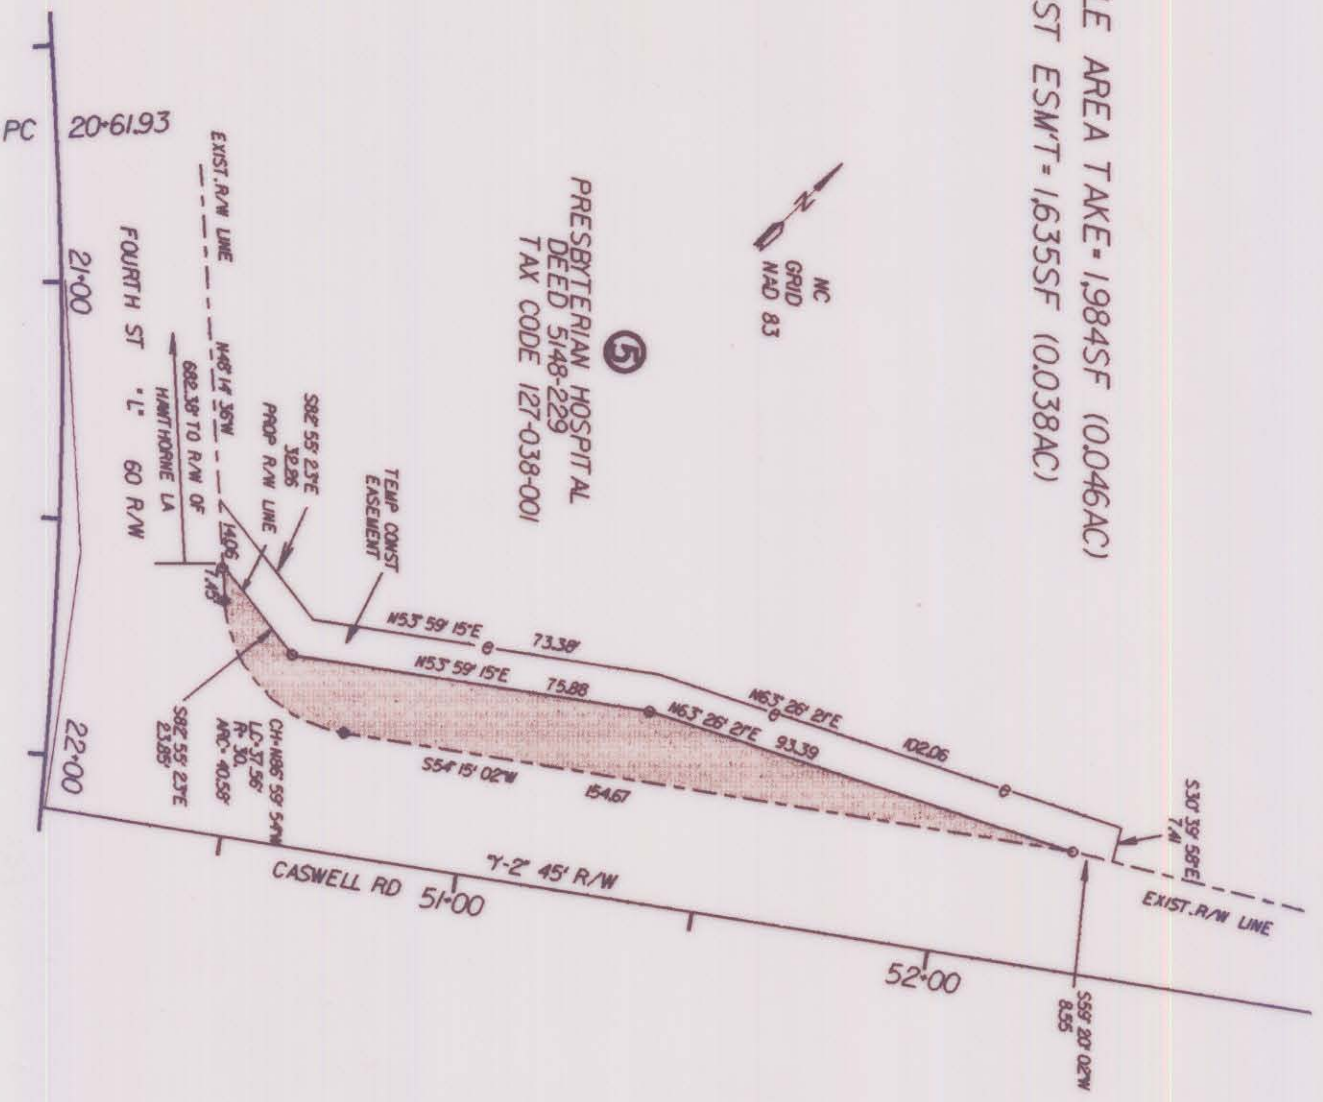 LE AREA TAKE=1,984SF (0.046AC)
ST ESM'T=1,635SF (0.038AC)
NC
GRID
NAD 83
N
5
PRESBYTERIAN HOSPITAL
DEED 5148-229
TAX CODE 127-038-001
PC 20+61.93
EXIST.R/W LINE
21+00
FOURTH ST "L" 60 R/W
N48° 14' 36"W
682.38' TO R/W OF
HAWTHORNE LA
S82° 55' 23"E
32.86
PROP R/W LINE
TEMP CONST
EASEMENT
14.06
7.45'
N53° 59' 15"E
73.38'
N53° 59' 15"E
75.88
N63° 26' 21"E
102.06
N63° 26' 21"E
93.39
S54° 15' 02"W
154.67
CH=N86° 59' 54"W
LC=37.56'
R=30.
ARC=40.58'
S82° 55' 23"E
23.85'
S30° 39' 58"E
7.41
EXIST.R/W LINE
S59° 20' 02"W
8.55
22+00
CASWELL RD
51+00
"Y-2" 45' R/W
52+00